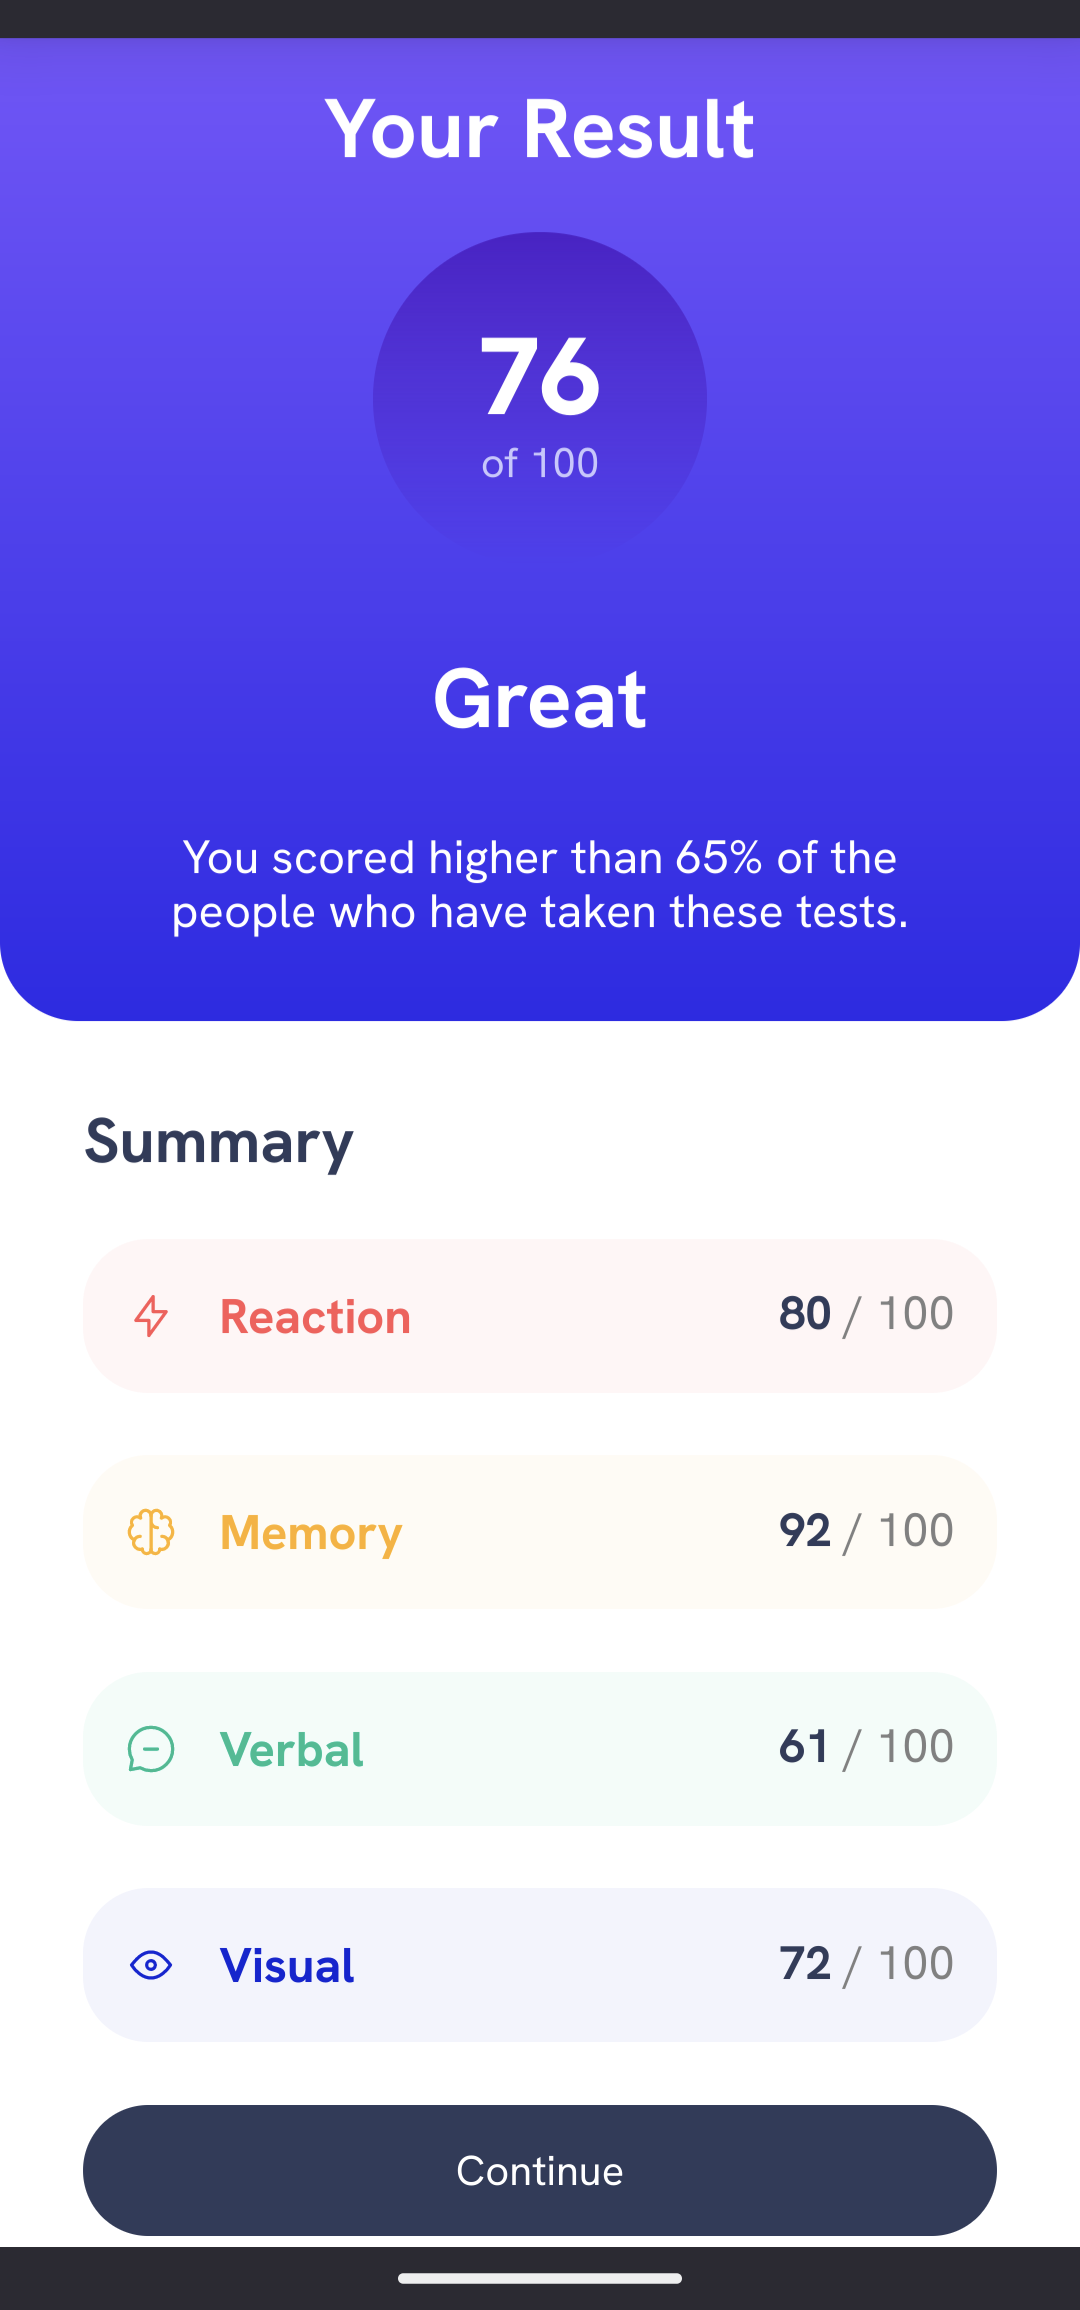 Your Result
76
of 100
Great
You scored higher than 65% of the
people who have taken these tests.
Summary
Reaction 80 / 100
Memory 92 / 100
Verbal 61 / 100
Visual 72 / 100
Continue